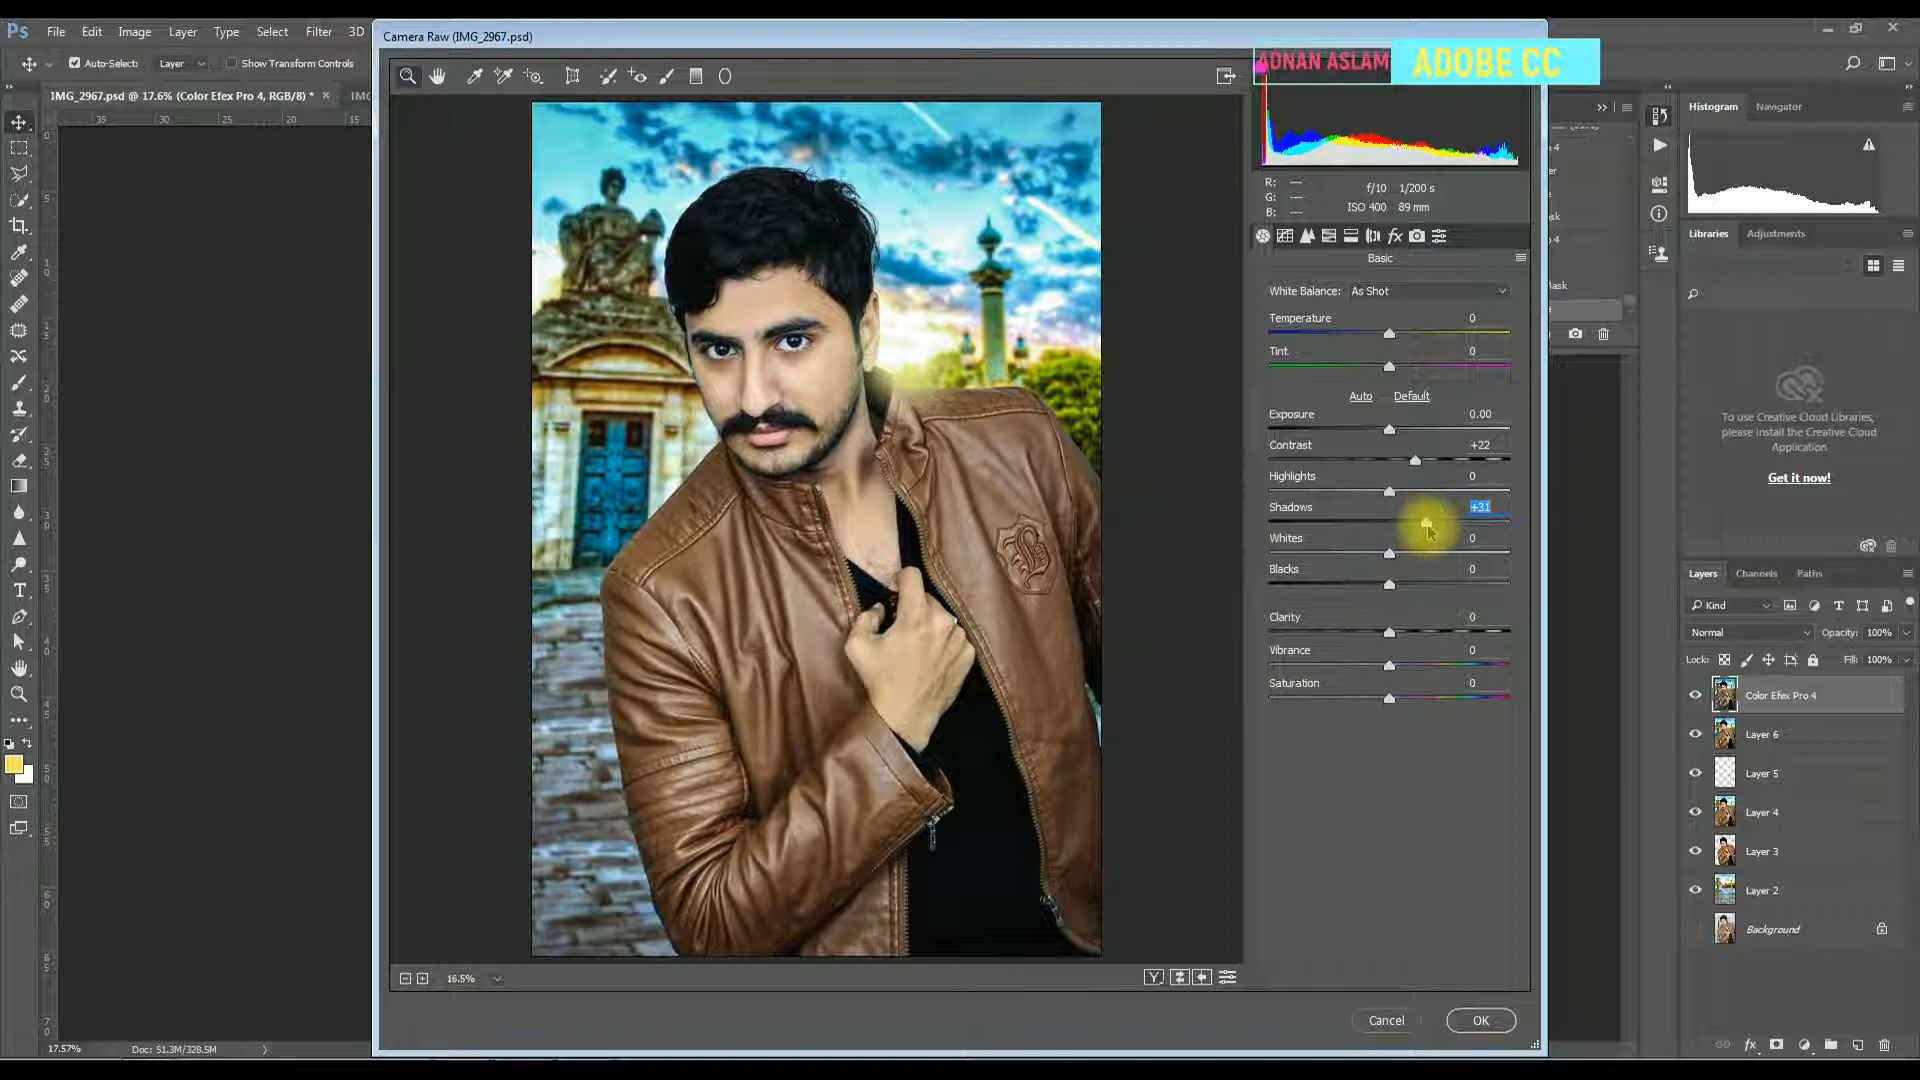 Ps File Edit Image Layer Type Select Filter 3D
Camera Raw (IMG_2967.psd)
ADNAN ASLAM ADOBE CC
Auto-Select: Layer Show Transform Controls
IMG_2967.psd @ 17.6% (Color Efex Pro 4, RGB/8) * × IMG
35 30 25 20 15
Histogram Navigator
R: ---
G: ---
B: ---
f/10 1/200 s
ISO 400 89 mm
Basic
White Balance: As Shot
Temperature 0
Tint 0
Auto Default
Exposure 0.00
Contrast +22
Highlights 0
Shadows +31
Whites 0
Blacks 0
Clarity 0
Vibrance 0
Saturation 0
16.5%
Y
Cancel OK
Libraries Adjustments
To use Creative Cloud Libraries,
please install the Creative Cloud
Application
Get it now!
Layers Channels Paths
Kind
Normal Opacity: 100%
Lock: Fill: 100%
Color Efex Pro 4
Layer 6
Layer 5
Layer 4
Layer 3
Layer 2
Background
17.57% Doc: 51.3M/328.5M